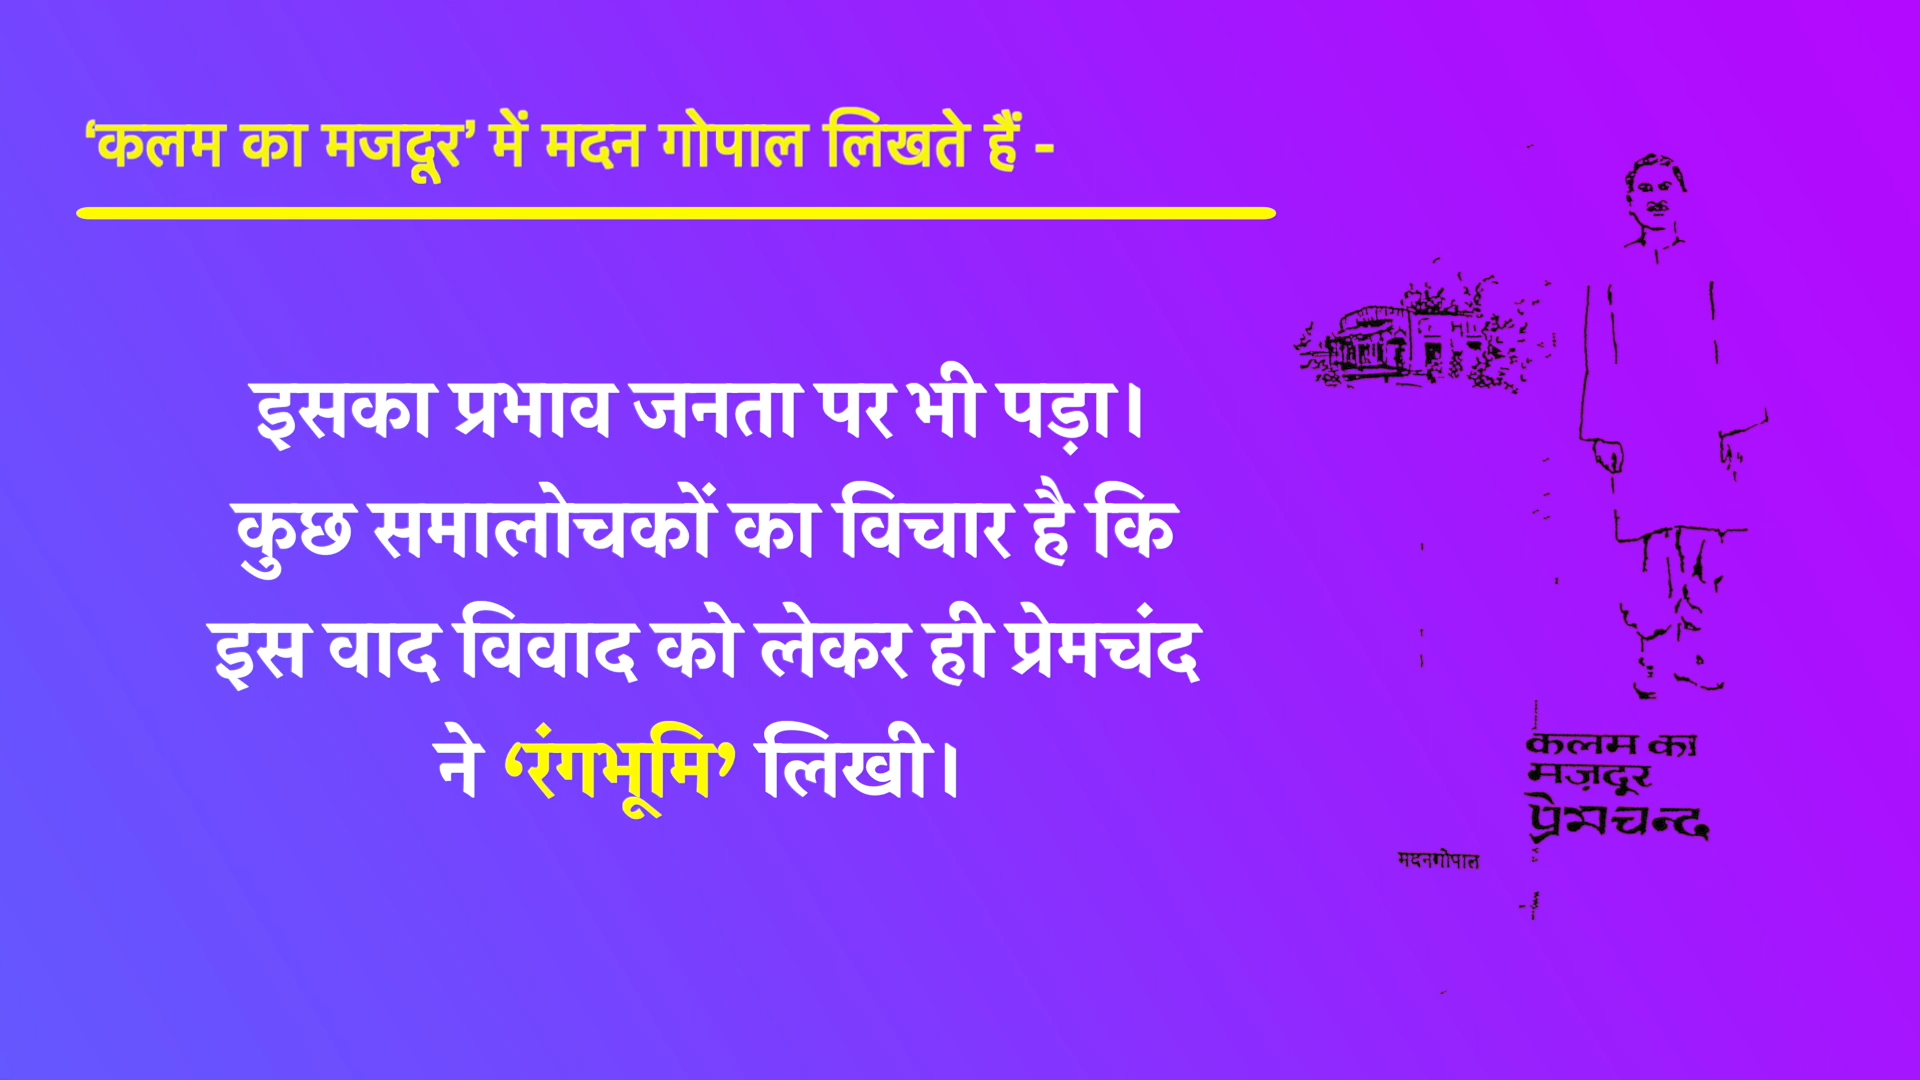 ‘कलम का मजदूर’ में मदन गोपाल लिखते हैं -
इसका प्रभाव जनता पर भी पड़ा।
कुछ समालोचकों का विचार है कि
इस वाद विवाद को लेकर ही प्रेमचंद
ने ‘रंगभूमि’ लिखी।
कलम का
मज़दूर
प्रेमचन्द
मदनगोपाल